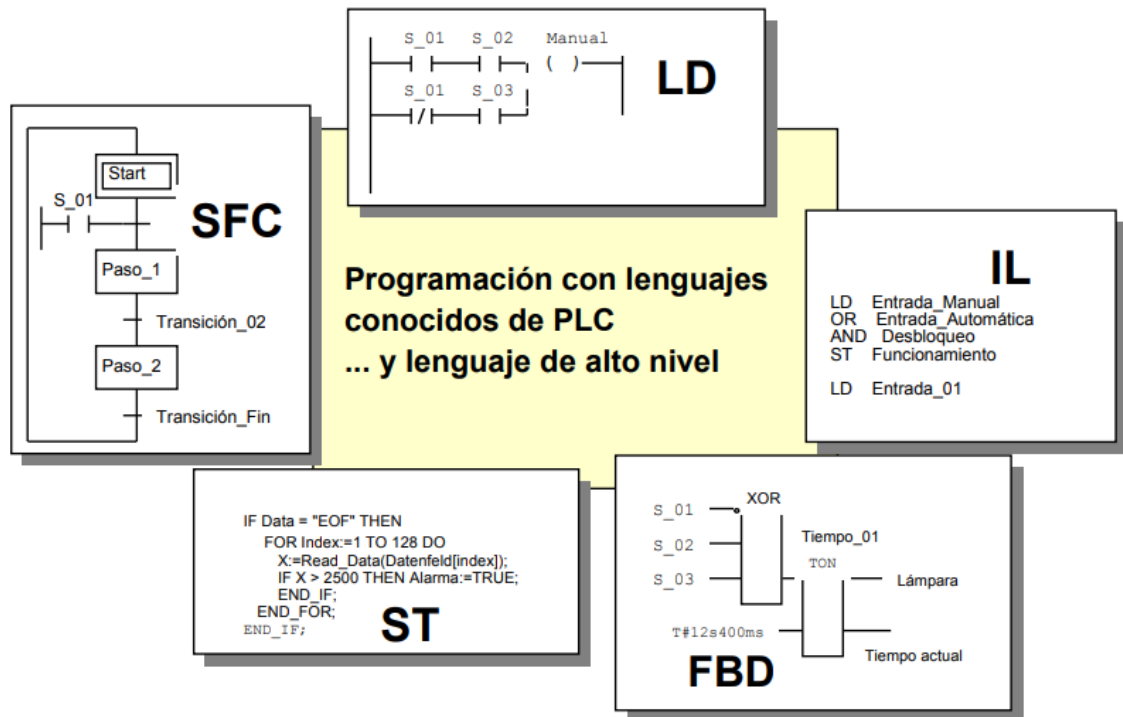 S_01 S_02 Manual
( )
LD
S_01 S_03
/
Start
S_01
SFC
Paso_1
Transición_02
Paso_2
Transición_Fin
Programación con lenguajes
conocidos de PLC
... y lenguaje de alto nivel
IL
LD Entrada_Manual
OR Entrada_Automática
AND Desbloqueo
ST Funcionamiento
LD Entrada_01
IF Data = "EOF" THEN
FOR Index:=1 TO 128 DO
X:=Read_Data(Datenfeld[index]);
IF X > 2500 THEN Alarma:=TRUE;
END_IF;
END_FOR;
END_IF;
ST
XOR
S_01
S_02
S_03
Tiempo_01
TON
Lámpara
T#12s400ms
Tiempo actual
FBD